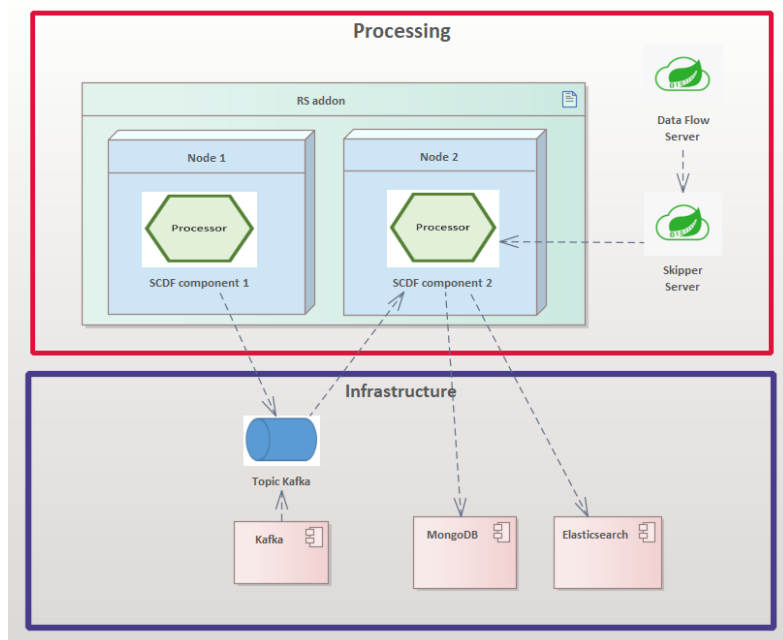 Processing
RS addon
Data Flow
Server
Node 1
Node 2
Processor
Processor
SCDF component 1
SCDF component 2
Skipper
Server
Infrastructure
Topic Kafka
Kafka
MongoDB
Elasticsearch